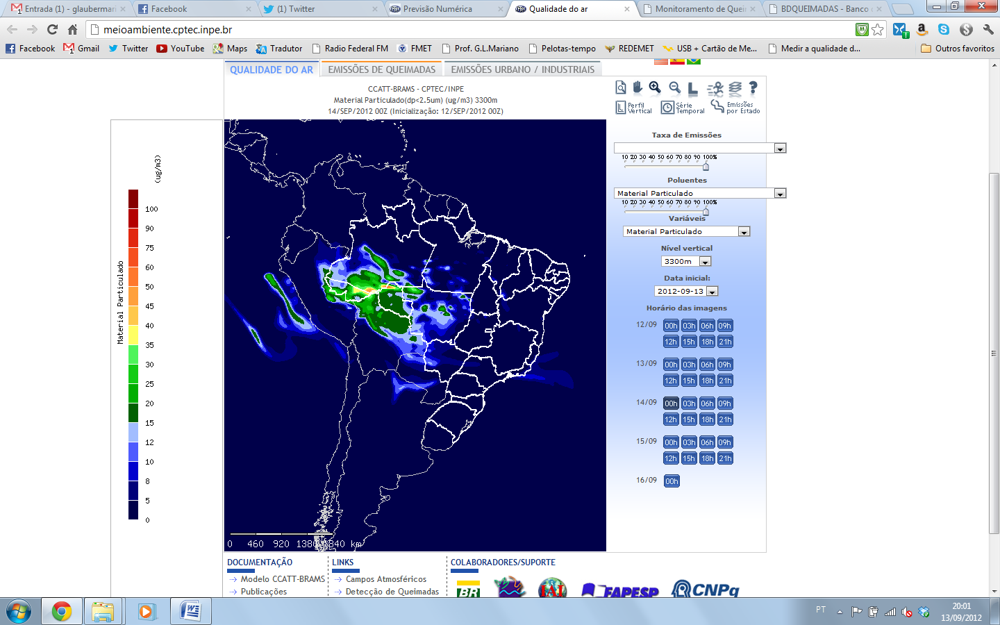 Entrada (1) - glaubermari
Facebook
(1) Twitter
Previsão Numérica
Qualidade do ar
Monitoramento de Quei
BDQUEIMADAS - Banco
meioambiente.cptec.inpe.br
Facebook
Gmail
Twitter
YouTube
Maps
Tradutor
Radio Federal FM
FMET
Prof. G.L.Mariano
Pelotas-tempo
REDEMET
USB + Cartão de Me...
Medir a qualidade d...
Outros favoritos
QUALIDADE DO AR
EMISSÕES DE QUEIMADAS
EMISSÕES URBANO / INDUSTRIAIS
CCATT-BRAMS - CPTEC/INPE
Material Particulado(dp<2.5um) (ug/m3) 3300m
14/SEP/2012 00Z (Inicialização: 12/SEP/2012 00Z)
Perfil
Vertical
Série
Temporal
Emissões
por Estado
Taxa de Emissões
10 20 30 40 50 60 70 80 90 100%
Poluentes
Material Particulado
10 20 30 40 50 60 70 80 90 100%
Variáveis
Material Particulado
Nível vertical
3300m
Data inicial:
2012-09-13
Horário das imagens
12/09 00h 03h 06h 09h
12h 15h 18h 21h
13/09 00h 03h 06h 09h
12h 15h 18h 21h
14/09 00h 03h 06h 09h
12h 15h 18h 21h
15/09 00h 03h 06h 09h
12h 15h 18h 21h
16/09 00h
(ug/m3)
Material Particulado
100
90
75
60
50
45
40
35
30
25
20
15
12
10
8
5
0
0 460 920 1380 1840 km
DOCUMENTAÇÃO
Modelo CCATT-BRAMS
Publicações
LINKS
Campos Atmosféricos
Detecção de Queimadas
COLABORADORES/SUPORTE
BR
IAI
FAPESP
CNPq
PT
20:01
13/09/2012